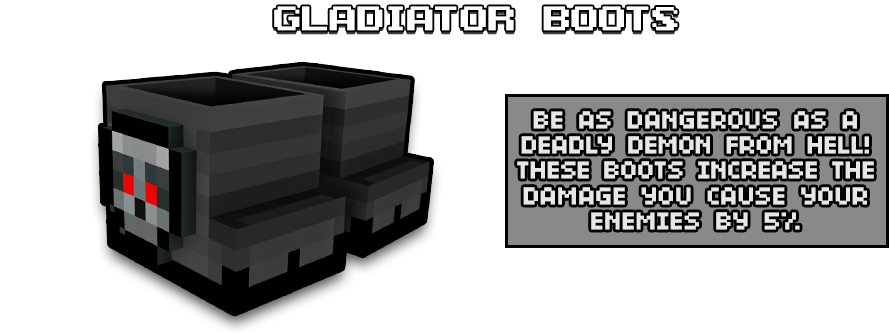 GLADIATOR BOOTS
BE AS DANGEROUS AS A
DEADLY DEMON FROM HELL!
THESE BOOTS INCREASE THE
DAMAGE YOU CAUSE YOUR
ENEMIES BY 5%